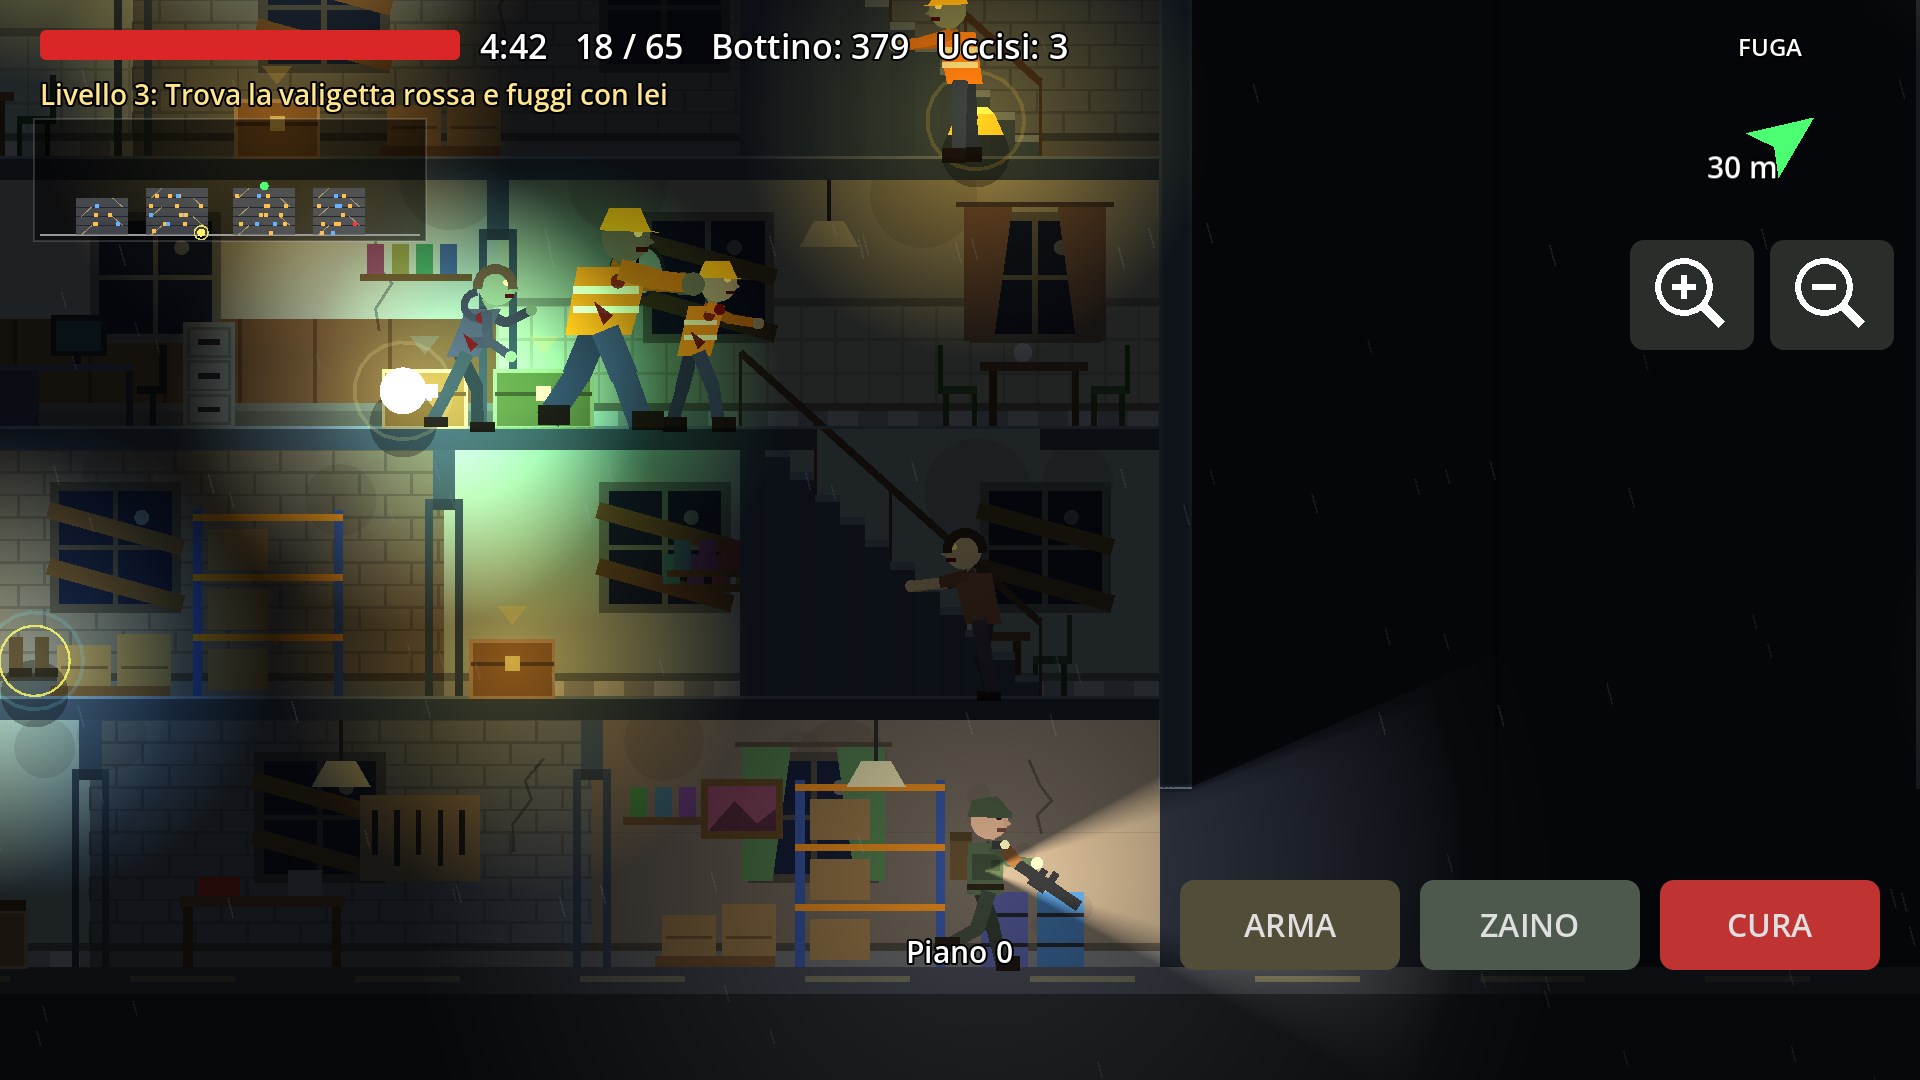 4:42 18 / 65 Bottino: 379 Uccisi: 3
FUGA
Livello 3: Trova la valigetta rossa e fuggi con lei
30 m
Piano 0
ARMA
ZAINO
CURA